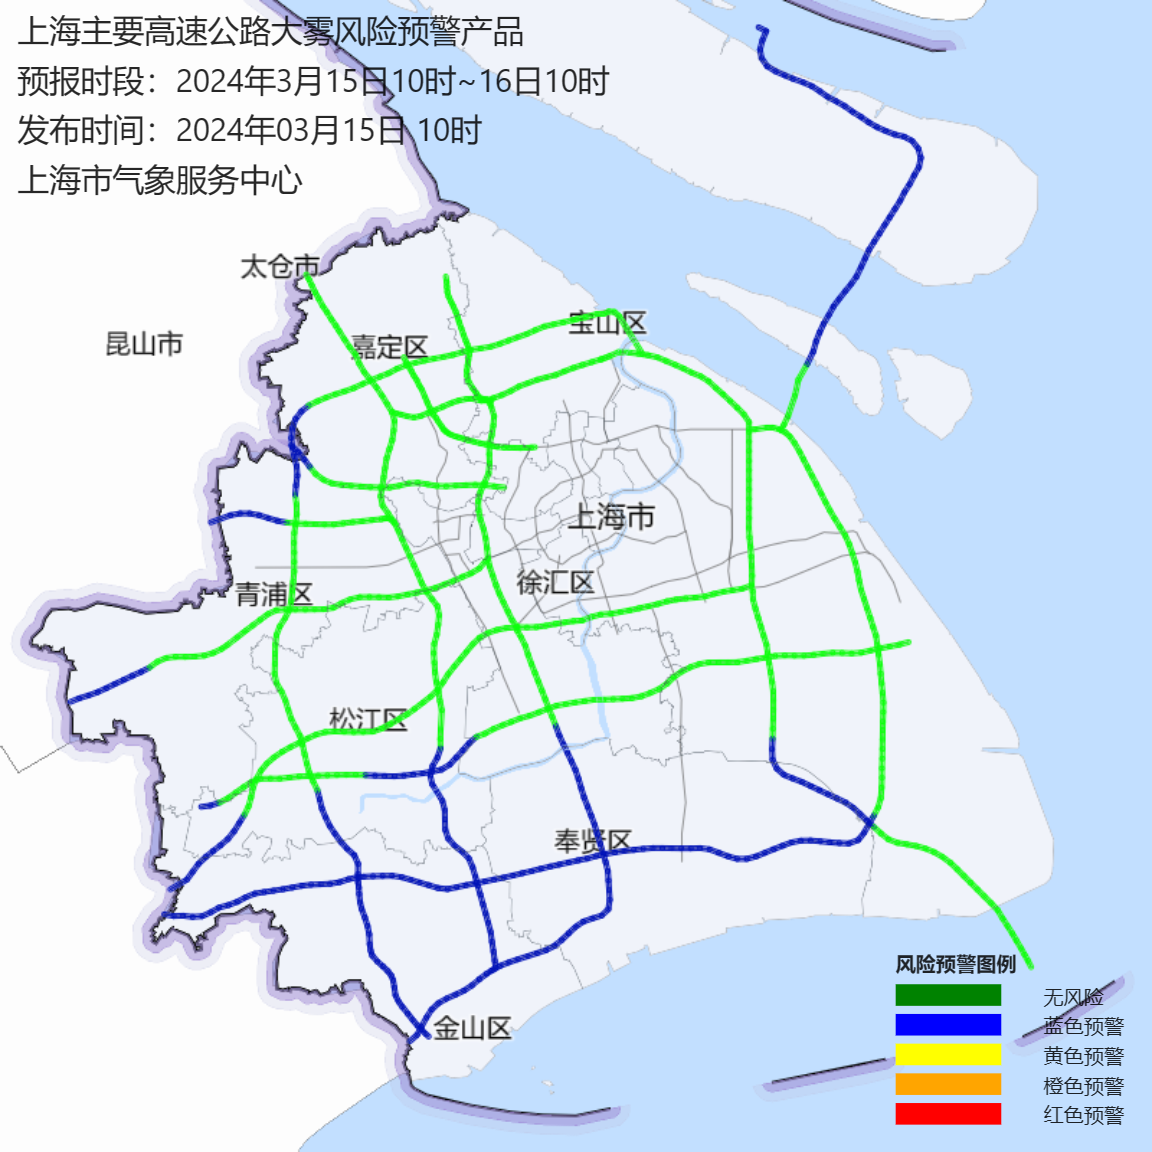 上海主要高速公路大雾风险预警产品
预报时段：2024年3月15日10时~16日10时
发布时间：2024年03月15日 10时
上海市气象服务中心
太仓市
昆山市
宝山区
嘉定区
上海市
徐汇区
青浦区
松江区
奉贤区
金山区
风险预警图例
无风险
蓝色预警
黄色预警
橙色预警
红色预警